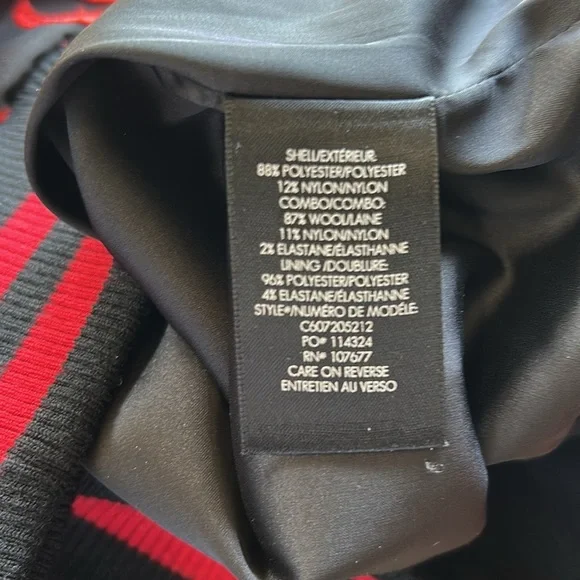 SHELL/EXTÉRIEUR:
88% POLYESTER/POLYESTER
12% NYLON/NYLON
COMBO/COMBO:
87% WOOL/LAINE
11% NYLON/NYLON
2% ELASTANE/ÉLASTHANNE
LINING /DOUBLURE:
96% POLYESTER/POLYESTER
4% ELASTANE/ÉLASTHANNE
STYLE#/NUMÉRO DE MODÈLE:
C607205212
PO# 114324
RN# 107677
CARE ON REVERSE
ENTRETIEN AU VERSO